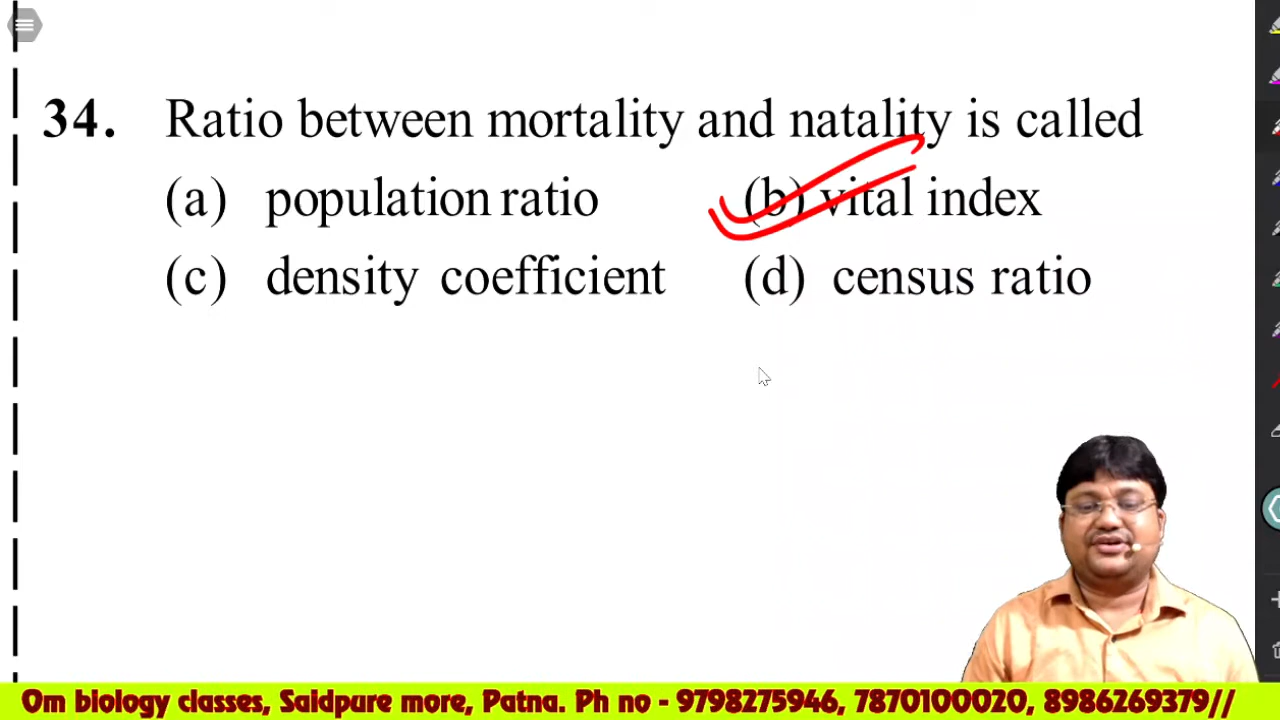 34. Ratio between mortality and natality is called
(a) population ratio (b) vital index
(c) density coefficient (d) census ratio
Om biology classes, Saidpure more, Patna. Ph no - 9798275946, 7870100020, 8986269379//